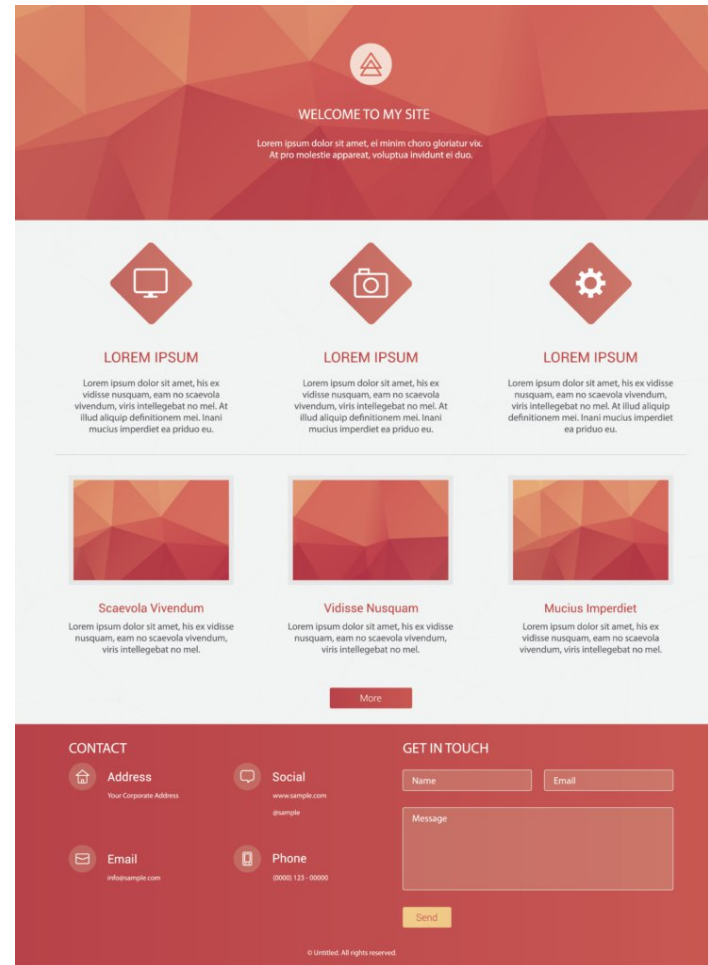 WELCOME TO MY SITE
Lorem ipsum dolor sit amet, ei minim choro gloriatur vix.
At pro molestie appareat, voluptua invidunt ei duo.
LOREM IPSUM
Lorem ipsum dolor sit amet, his ex
vidisse nusquam, eam no scaevola
vivendum, viris intellegebat no mel. At
illud aliquip definitionem mei. Inani
mucius imperdiet ea priduo eu.
LOREM IPSUM
Lorem ipsum dolor sit amet, his ex
vidisse nusquam, eam no scaevola
vivendum, viris intellegebat no mel. At
illud aliquip definitionem mei. Inani
mucius imperdiet ea priduo eu.
LOREM IPSUM
Lorem ipsum dolor sit amet, his ex vidisse
nusquam, eam no scaevola vivendum,
viris intellegebat no mel. At illud aliquip
definitionem mei. Inani mucius imperdiet
ea priduo eu.
Scaevola Vivendum
Lorem ipsum dolor sit amet, his ex vidisse
nusquam, eam no scaevola vivendum,
viris intellegebat no mel.
Vidisse Nusquam
Lorem ipsum dolor sit amet, his ex vidisse
nusquam, eam no scaevola vivendum,
viris intellegebat no mel.
Mucius Imperdiet
Lorem ipsum dolor sit amet, his ex
vidisse nusquam, eam no scaevola
vivendum, viris intellegebat no mel.
More
CONTACT
Address
Your Corporate Address
Social
www.sample.com
@sample
Email
info@sample.com
Phone
(0000) 123 - 00000
GET IN TOUCH
Name
Email
Message
Send
© Untitled. All rights reserved.